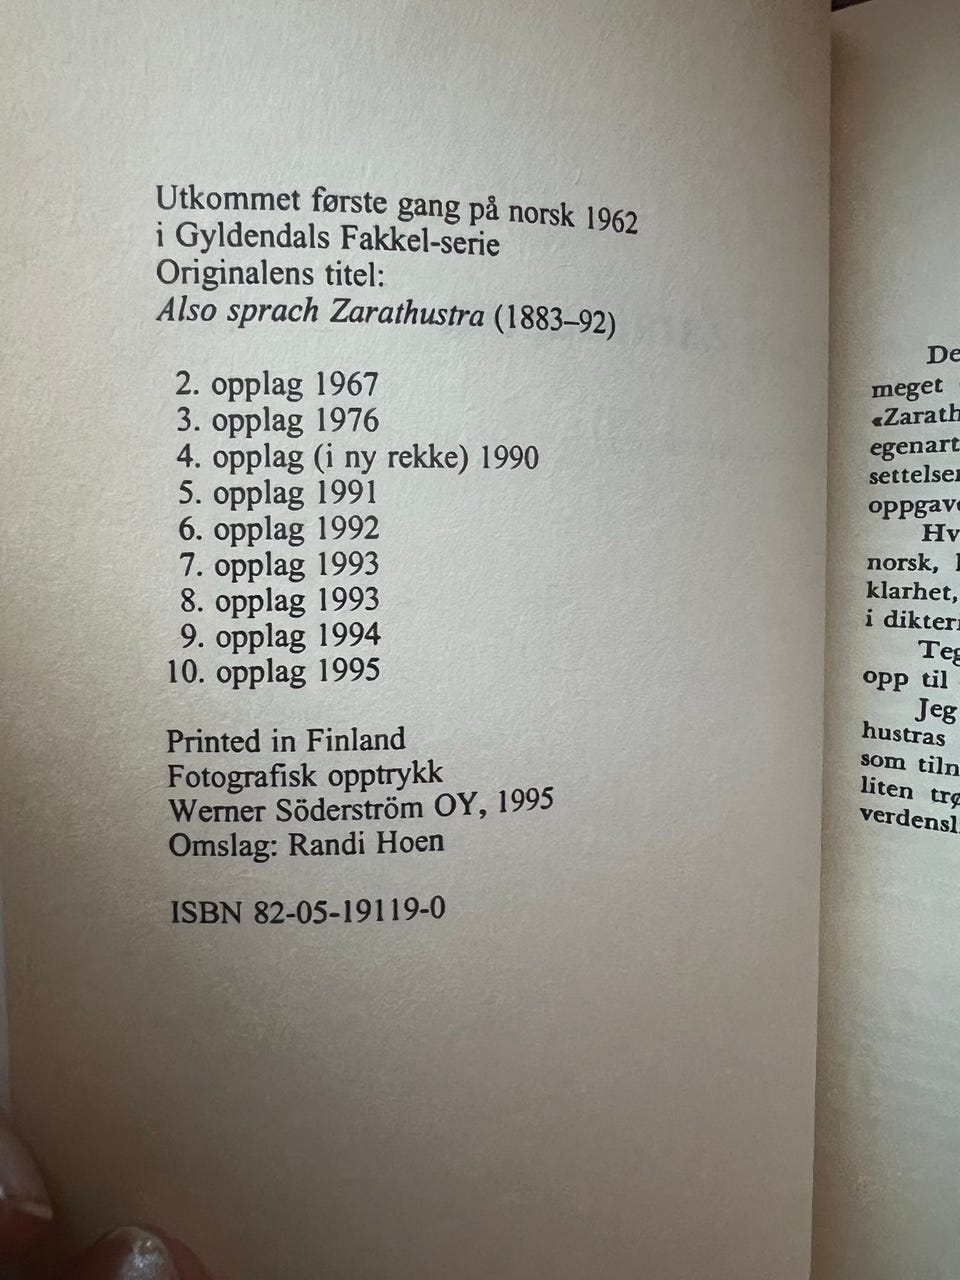 Utkommet første gang på norsk 1962
i Gyldendals Fakkel-serie
Originalens titel:
Also sprach Zarathustra (1883–92)
2. opplag 1967
3. opplag 1976
4. opplag (i ny rekke) 1990
5. opplag 1991
6. opplag 1992
7. opplag 1993
8. opplag 1993
9. opplag 1994
10. opplag 1995
Printed in Finland
Fotografisk opptrykk
Werner Söderström OY, 1995
Omslag: Randi Hoen
ISBN 82-05-19119-0
De
meget
«Zarath
egenart
settelse
oppgave
Hv
norsk,
klarhet,
i dikter
Teg
opp til
Jeg
hustras
som tiln
liten trø
verdensl